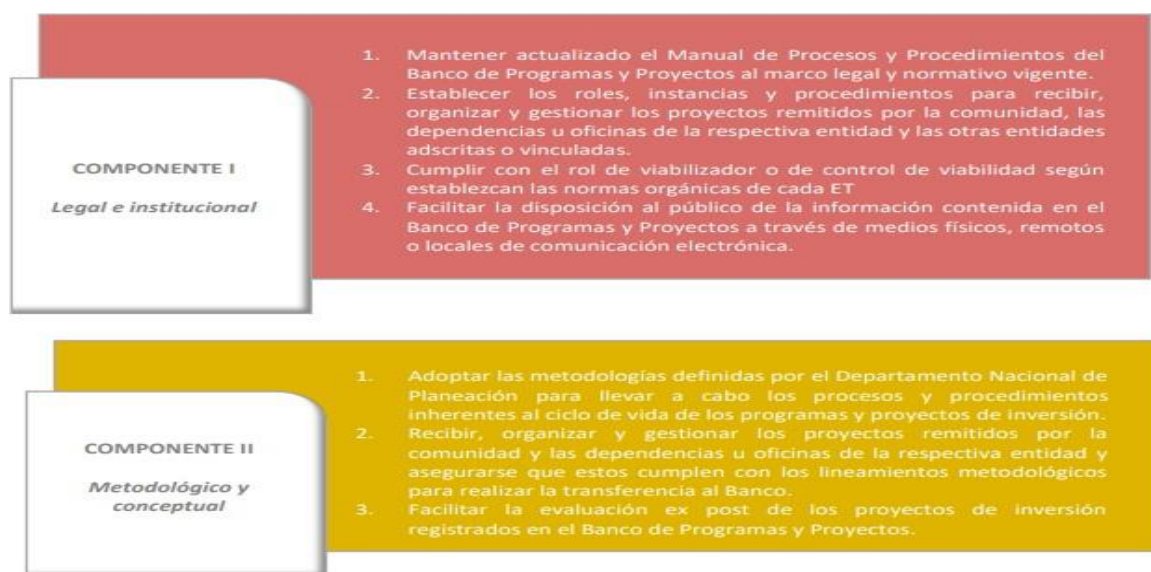 COMPONENTE I
Legal e institucional
1. Mantener actualizado el Manual de Procesos y Procedimientos del
Banco de Programas y Proyectos al marco legal y normativo vigente.
2. Establecer los roles, instancias y procedimientos para recibir,
organizar y gestionar los proyectos remitidos por la comunidad, las
dependencias u oficinas de la respectiva entidad y las otras entidades
adscritas o vinculadas.
3. Cumplir con el rol de viabilizador o de control de viabilidad según
establezcan las normas orgánicas de cada ET
4. Facilitar la disposición al público de la información contenida en el
Banco de Programas y Proyectos a través de medios físicos, remotos
o locales de comunicación electrónica.
COMPONENTE II
Metodológico y
conceptual
1. Adoptar las metodologías definidas por el Departamento Nacional de
Planeación para llevar a cabo los procesos y procedimientos
inherentes al ciclo de vida de los programas y proyectos de inversión.
2. Recibir, organizar y gestionar los proyectos remitidos por la
comunidad y las dependencias u oficinas de la respectiva entidad y
asegurarse que estos cumplen con los lineamientos metodológicos
para realizar la transferencia al Banco.
3. Facilitar la evaluación ex post de los proyectos de inversión
registrados en el Banco de Programas y Proyectos.